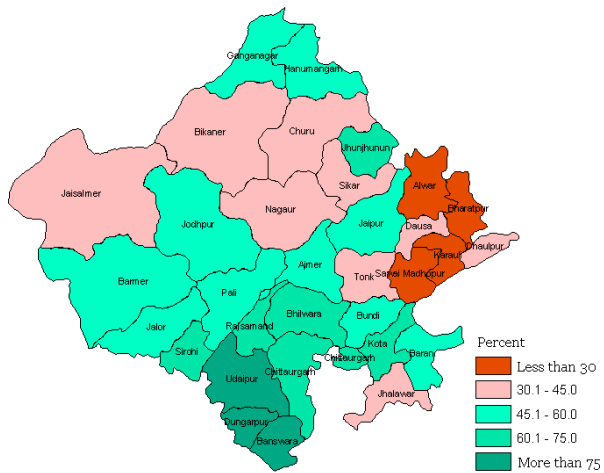 Ganganagar
Hanumangarh
Bikaner
Churu
Jhunjhunun
Sikar
Alwar
Bharatpur
Jaisalmer
Nagaur
Jaipur
Dausa
Dhaulpur
Jodhpur
Karauli
Ajmer
Tonk
Sawai Madhopur
Barmer
Pali
Bhilwara
Bundi
Jalor
Rajsamand
Kota
Sirohi
Chittaurgarh
Chittaurgarh
Baran
Udaipur
Jhalawar
Dungarpur
Banswara
Percent
Less than 30
30.1 - 45.0
45.1 - 60.0
60.1 - 75.0
More than 75